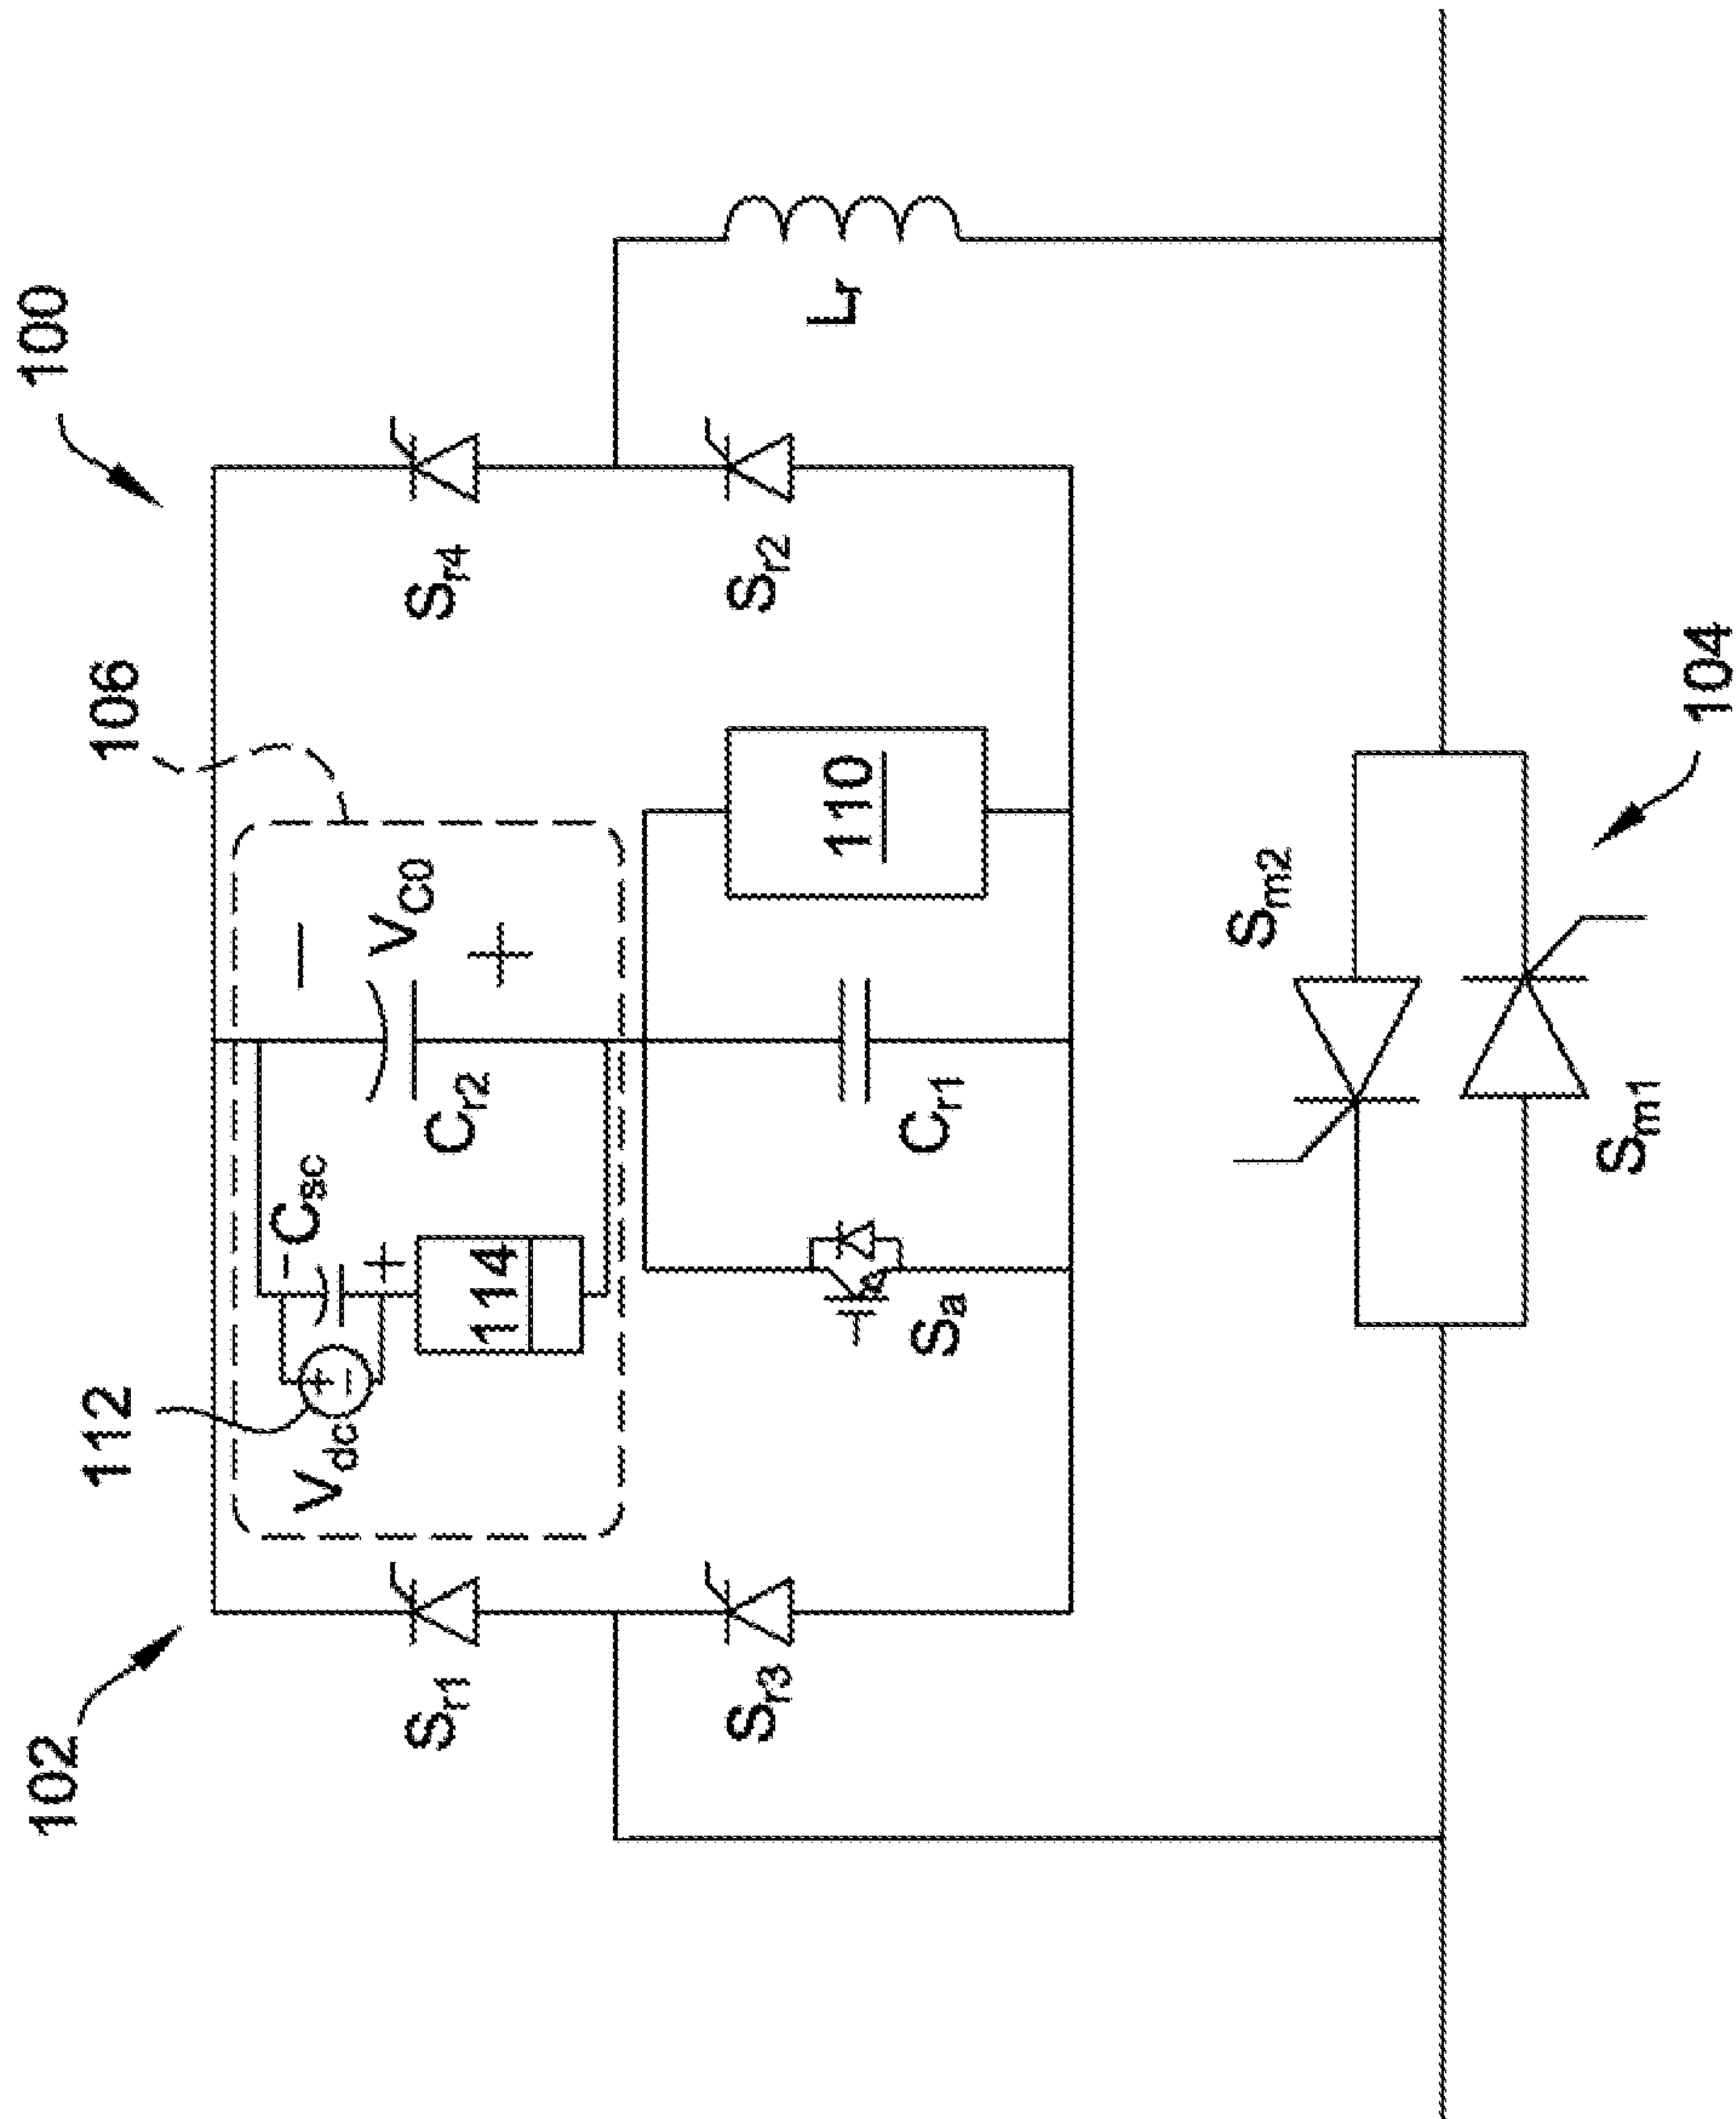 100
102
106
112
V_dc
+
−
-
C_sc
+
114
−
V_C0
+
C_r2
S_r1
S_r4
S_r3
S_r2
S_a
C_r1
110
L_r
S_m2
S_m1
104